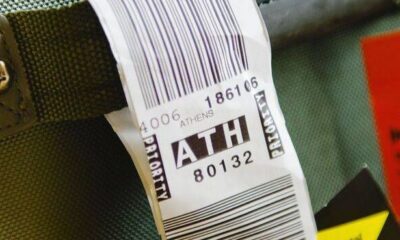 186106
4006 ATHENS
PRIORITY
ATH
PRIORITY
80132